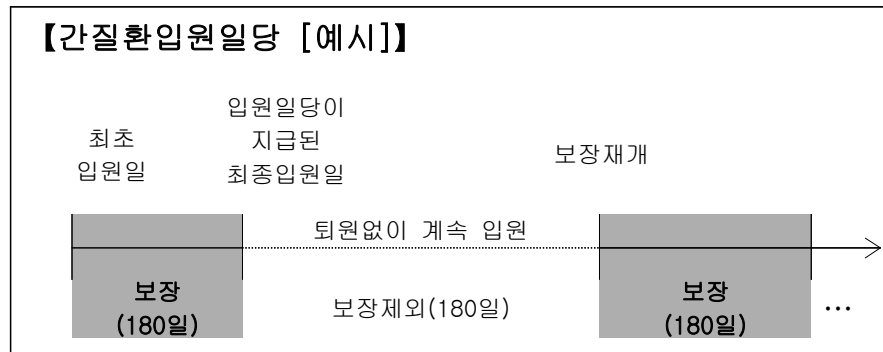 【간질환입원일당 [예시]】
최초
입원일
입원일당이
지급된
최종입원일
보장재개
퇴원없이 계속 입원
보장
(180일)
보장제외(180일)
보장
(180일)
…